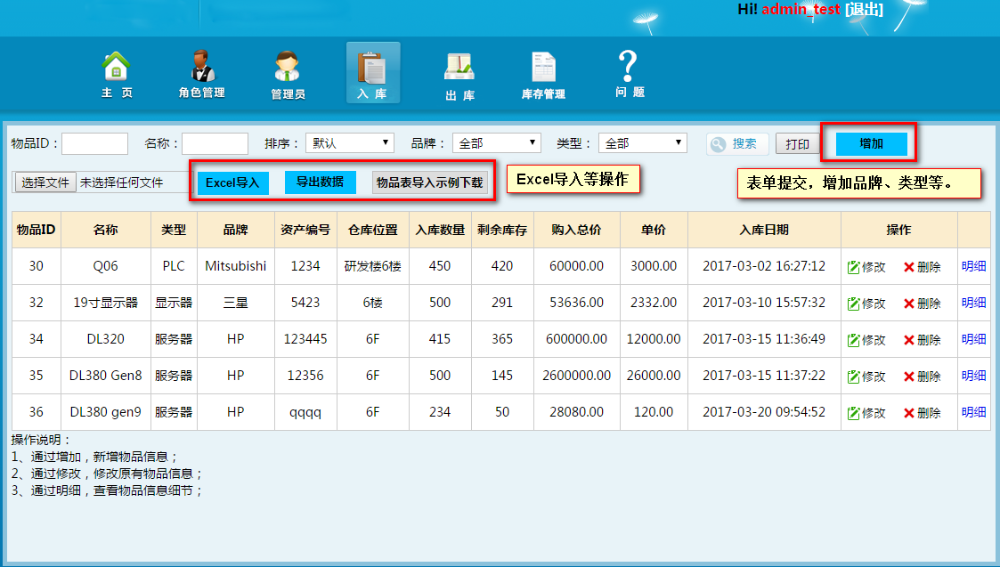 Hi! admin_test [退出]
主 页 角色管理 管理员 入 库 出 库 库存管理 问 题
物品ID： 名称： 排序： 默认 品牌： 全部 类型： 全部 搜索 打印 增加
选择文件 未选择任何文件 Excel导入 导出数据 物品表导入示例下载 Excel导入等操作 表单提交，增加品牌、类型等。
物品ID 名称 类型 品牌 资产编号 仓库位置 入库数量 剩余库存 购入总价 单价 入库日期 操作
30 Q06 PLC Mitsubishi 1234 研发楼6楼 450 420 60000.00 3000.00 2017-03-02 16:27:12 修改 删除 明细
32 19寸显示器 显示器 三星 5423 6楼 500 291 53636.00 2332.00 2017-03-10 15:57:32 修改 删除 明细
34 DL320 服务器 HP 123445 6F 415 365 600000.00 12000.00 2017-03-15 11:36:49 修改 删除 明细
35 DL380 Gen8 服务器 HP 12356 6F 500 145 2600000.00 26000.00 2017-03-15 11:37:22 修改 删除 明细
36 DL380 gen9 服务器 HP qqqq 6F 234 50 28080.00 120.00 2017-03-20 09:54:52 修改 删除 明细
操作说明：
1、通过增加，新增物品信息；
2、通过修改，修改原有物品信息；
3、通过明细，查看物品信息细节；